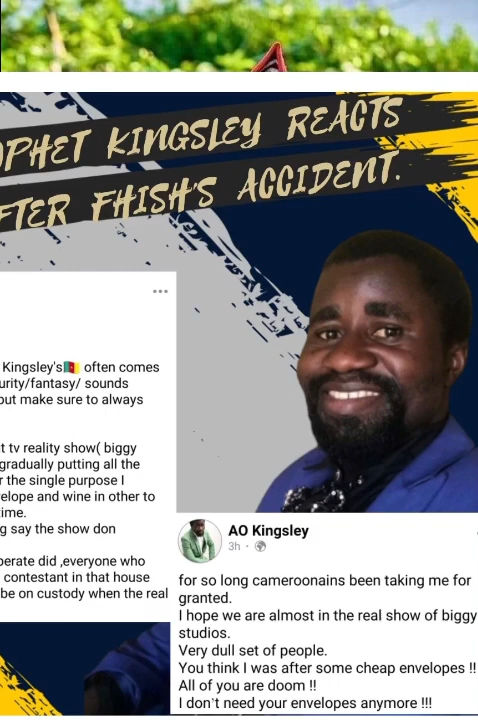 OPHET KINGSLEY REACTS
FTER FHISH'S ACCIDENT.
Kingsley's🇨🇲 often comes
urity/fantasy/ sounds
out make sure to always
t tv reality show( biggy
gradually putting all the
r the single purpose I
elope and wine in other to
time.
g say the show don
perate did ,everyone who
contestant in that house
be on custody when the real
AO Kingsley
3h ·
for so long cameroonains been taking me for
granted.
I hope we are almost in the real show of biggy
studios.
Very dull set of people.
You think I was after some cheap envelopes !!
All of you are doom !!
I don't need your envelopes anymore !!!